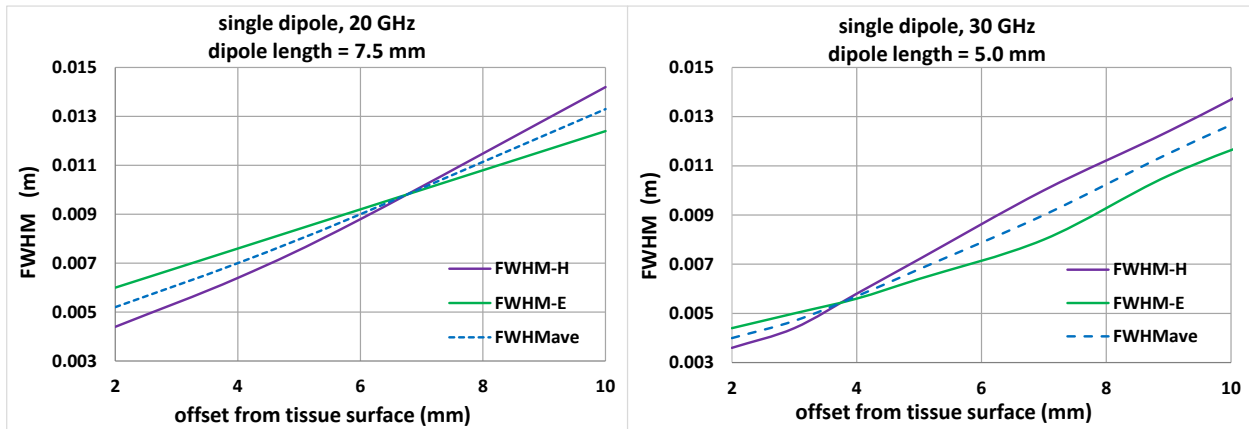 single dipole, 20 GHz
dipole length = 7.5 mm
0.015
0.013
0.011
0.009
0.007
0.005
0.003
FWHM (m)
FWHM-H
FWHM-E
FWHMave
2 4 6 8 10
offset from tissue surface (mm)
single dipole, 30 GHz
dipole length = 5.0 mm
0.015
0.013
0.011
0.009
0.007
0.005
0.003
FWHM (m)
FWHM-H
FWHM-E
FWHMave
2 4 6 8 10
offset from tissue surface (mm)